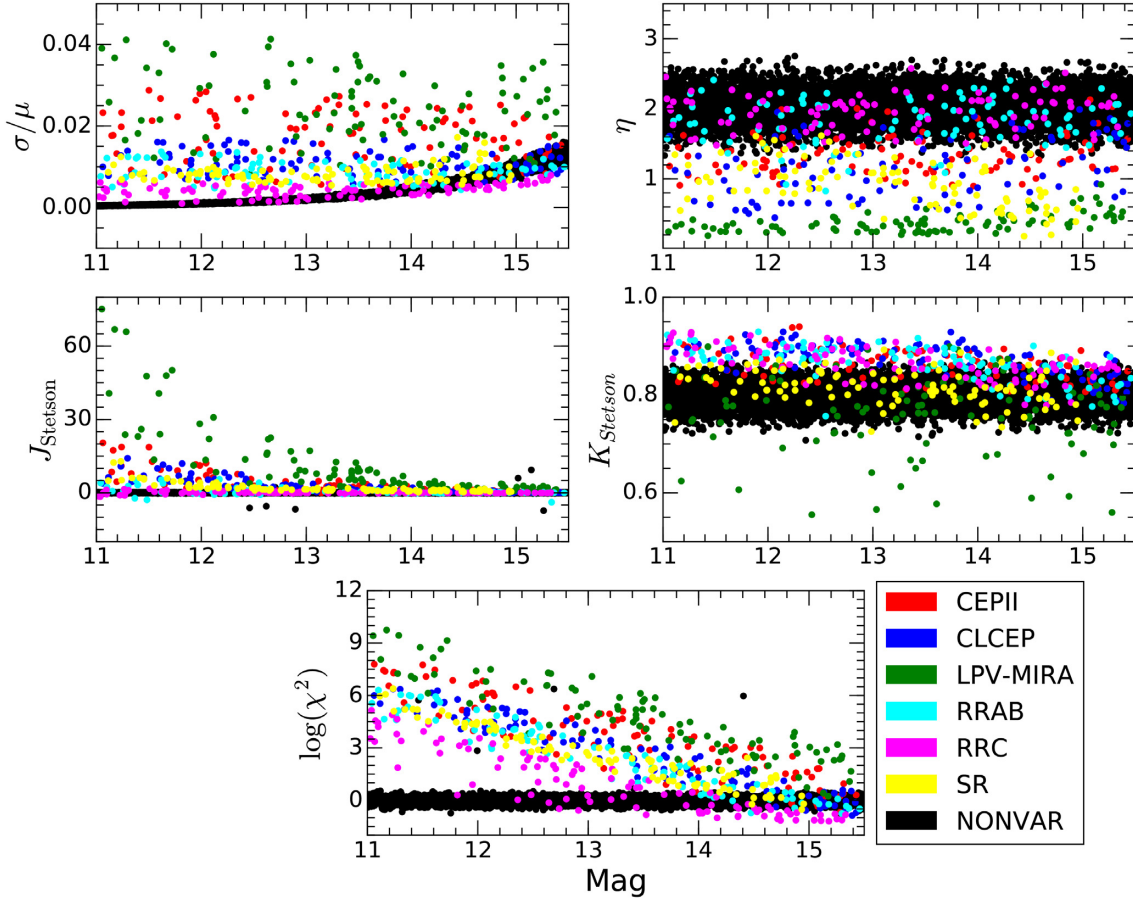 0.04
0.02
0.00
σ/μ
11 12 13 14 15
3
2
1
η
11 12 13 14 15
60
30
0
J_Stetson
11 12 13 14 15
1.0
0.8
0.6
K_Stetson
11 12 13 14 15
12
9
6
3
0
log(χ²)
11 12 13 14 15
Mag
CEPII
CLCEP
LPV-MIRA
RRAB
RRC
SR
NONVAR